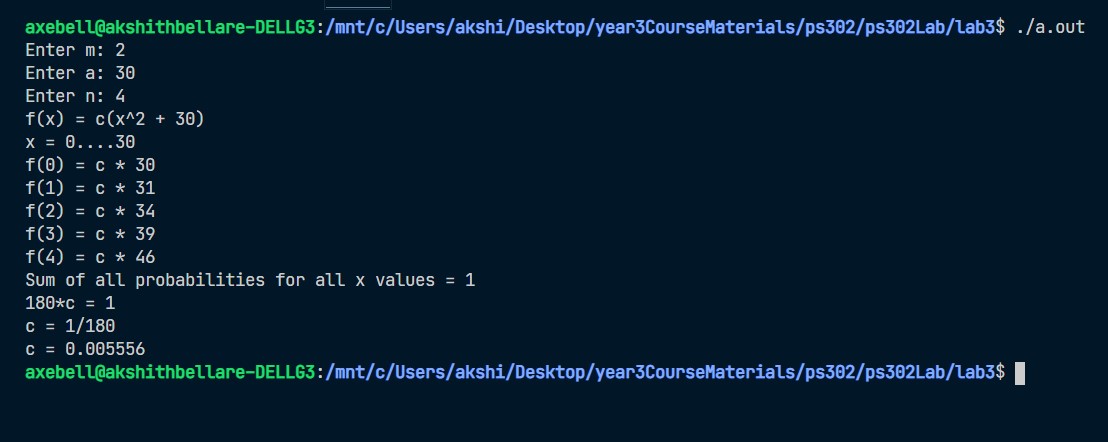 axebell@akshithbellare-DELLG3:/mnt/c/Users/akshi/Desktop/year3CourseMaterials/ps302/ps302Lab/lab3$ ./a.out
Enter m: 2
Enter a: 30
Enter n: 4
f(x) = c(x^2 + 30)
x = 0....30
f(0) = c * 30
f(1) = c * 31
f(2) = c * 34
f(3) = c * 39
f(4) = c * 46
Sum of all probabilities for all x values = 1
180*c = 1
c = 1/180
c = 0.005556
axebell@akshithbellare-DELLG3:/mnt/c/Users/akshi/Desktop/year3CourseMaterials/ps302/ps302Lab/lab3$